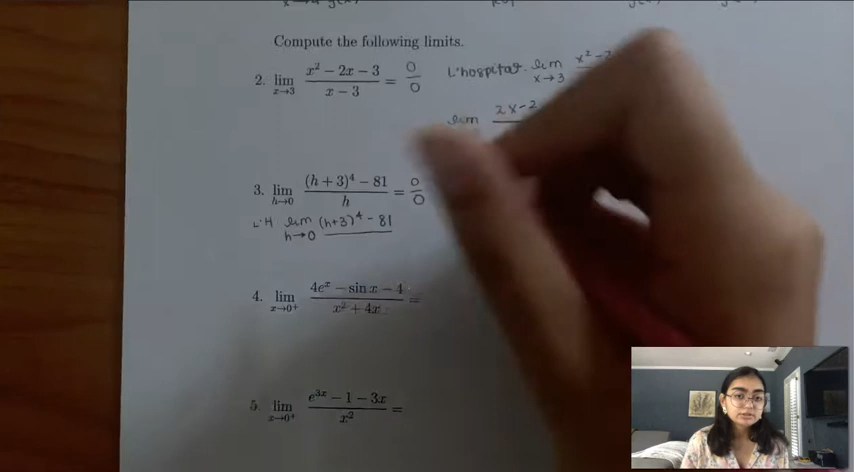 Compute the following limits.
2. lim x→3 x² − 2x − 3 / x − 3 = 0/0 L'hospital. lim x→3 x² − 2
lim 2x − 2
3. lim h→0 (h + 3)⁴ − 81 / h = 0/0
L'H lim h→0 (h+3)⁴ − 81
4. lim x→0⁺ 4eˣ − sin x − 4 / x² + 4x =
5. lim x→0⁺ e³ˣ − 1 − 3x / x² =